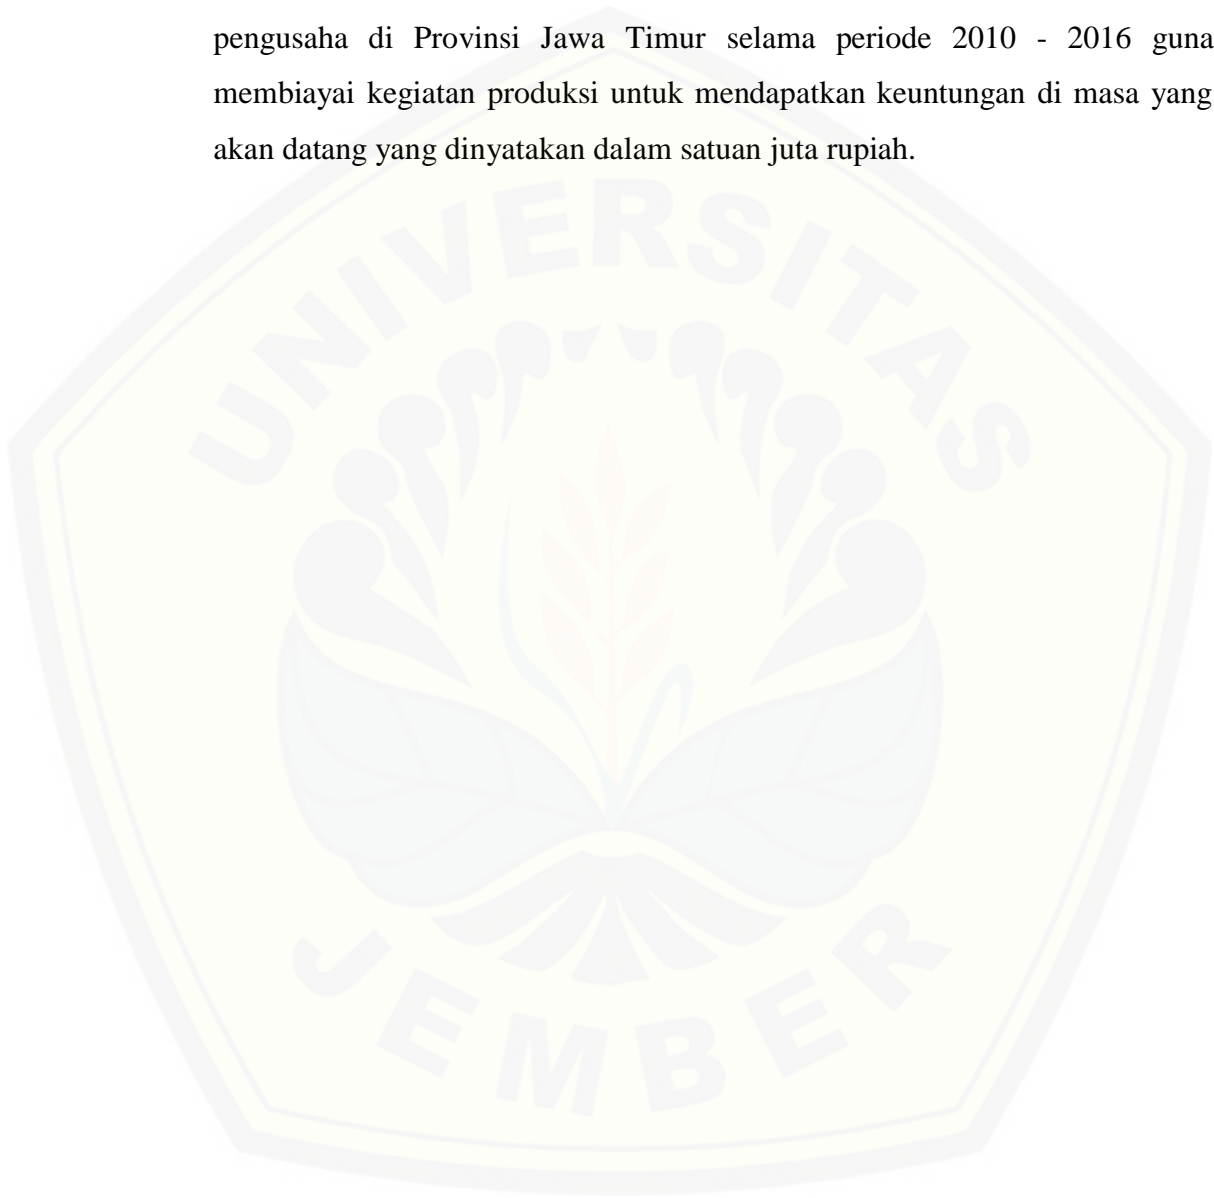 pengusaha di Provinsi Jawa Timur selama periode 2010 - 2016 guna
membiayai kegiatan produksi untuk mendapatkan keuntungan di masa yang
akan datang yang dinyatakan dalam satuan juta rupiah.
UNIVERSITAS
JEMBER